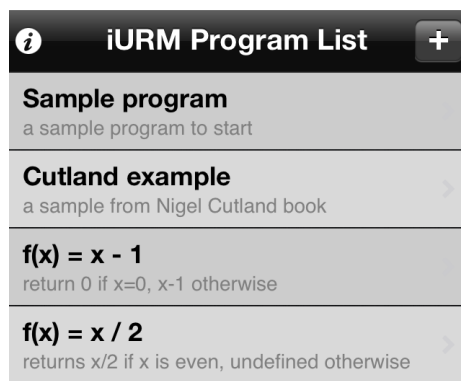 iURM Program List
Sample program
a sample program to start
Cutland example
a sample from Nigel Cutland book
f(x) = x - 1
return 0 if x=0, x-1 otherwise
f(x) = x / 2
returns x/2 if x is even, undefined otherwise